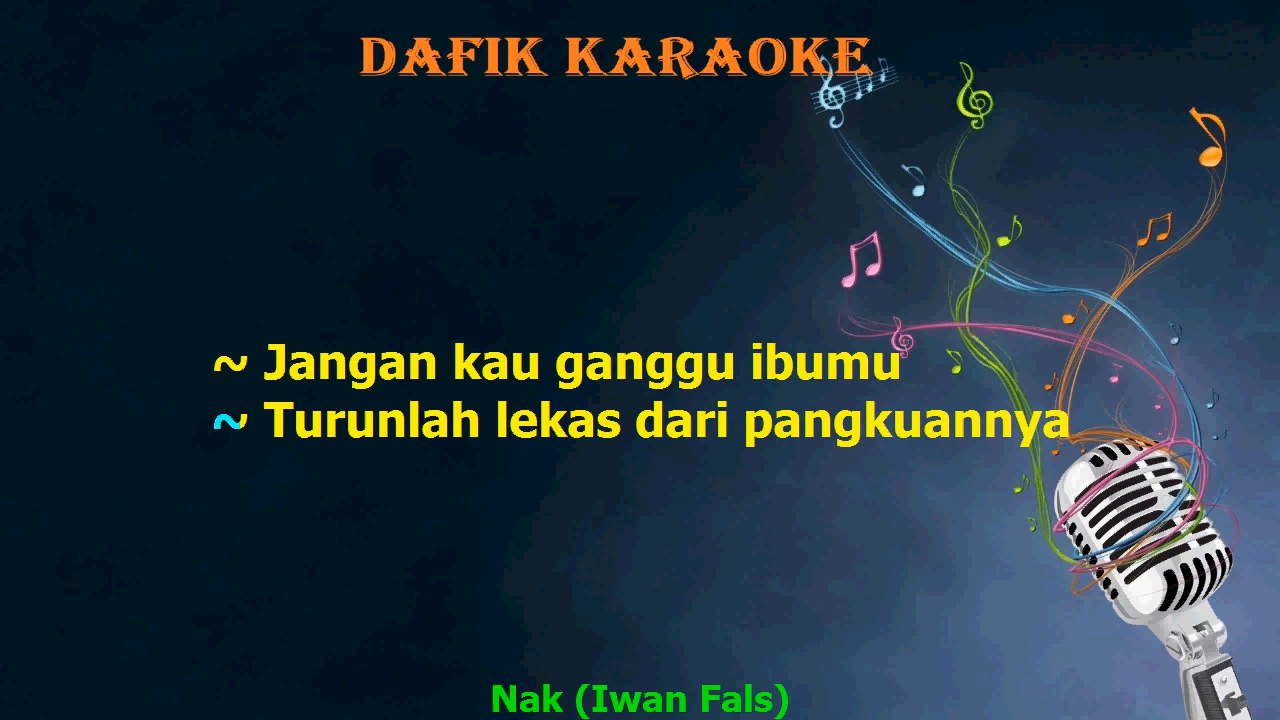 DAFIK KARAOKE
~ Jangan kau ganggu ibumu
~ Turunlah lekas dari pangkuannya
Nak (Iwan Fals)